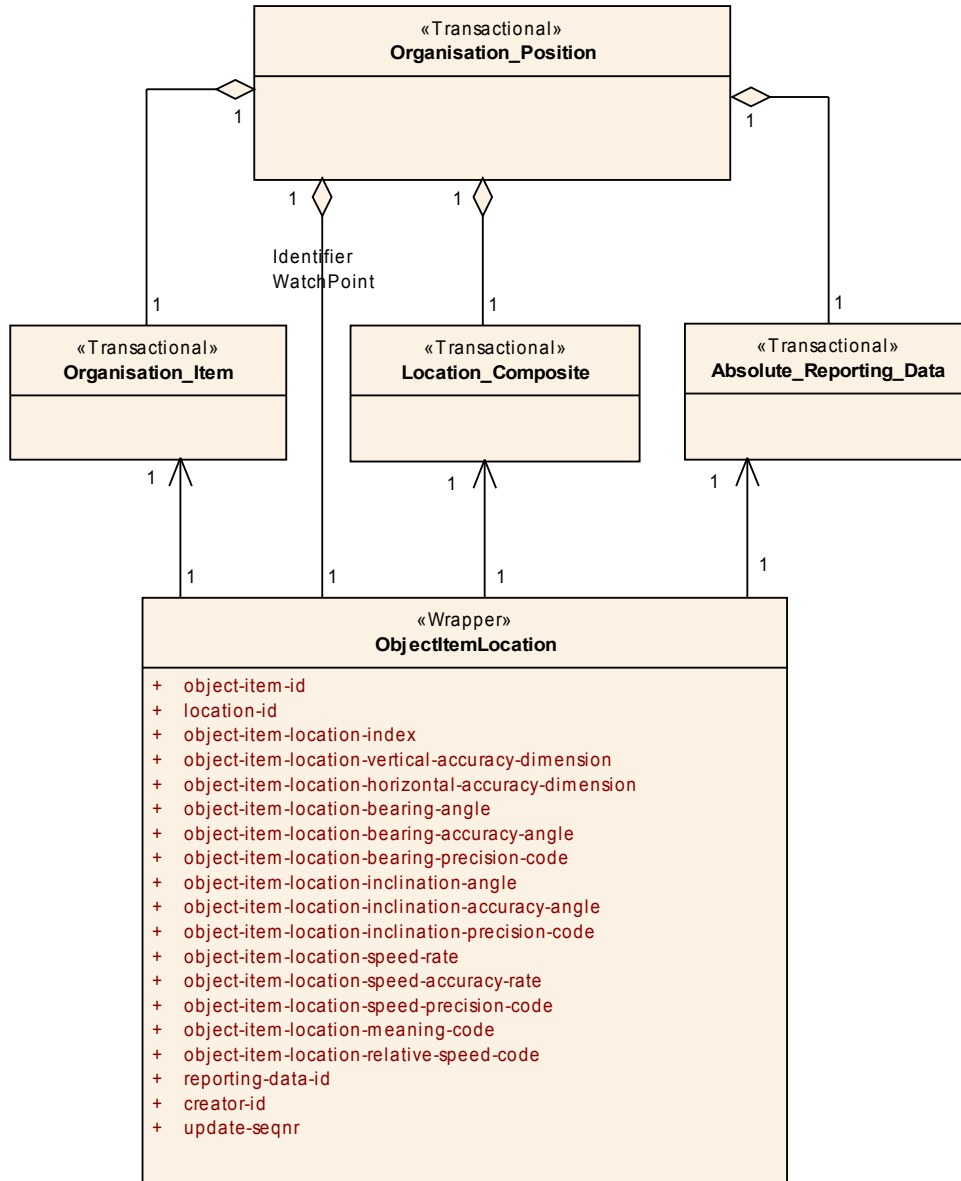 «Transactional»
Organisation_Position
1
1
1
1
Identifier
WatchPoint
1
1
1
«Transactional»
Organisation_Item
«Transactional»
Location_Composite
«Transactional»
Absolute_Reporting_Data
1
1
1
1
1
1
1
«Wrapper»
ObjectItemLocation
+ object-item-id
+ location-id
+ object-item-location-index
+ object-item-location-vertical-accuracy-dimension
+ object-item-location-horizontal-accuracy-dimension
+ object-item-location-bearing-angle
+ object-item-location-bearing-accuracy-angle
+ object-item-location-bearing-precision-code
+ object-item-location-inclination-angle
+ object-item-location-inclination-accuracy-angle
+ object-item-location-inclination-precision-code
+ object-item-location-speed-rate
+ object-item-location-speed-accuracy-rate
+ object-item-location-speed-precision-code
+ object-item-location-meaning-code
+ object-item-location-relative-speed-code
+ reporting-data-id
+ creator-id
+ update-seqnr